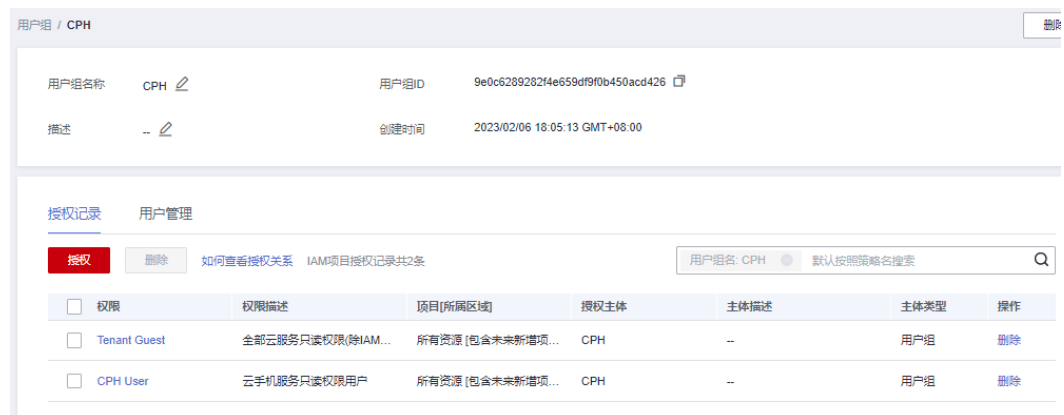 用户组 / CPH
删除
用户组名称 CPH 用户组ID 9e0c6289282f4e659df9f0b450acd426
描述 -- 创建时间 2023/02/06 18:05:13 GMT+08:00
授权记录 用户管理
授权 删除 如何查看授权关系 IAM项目授权记录共2条 用户组名: CPH 默认按照策略名搜索
权限 权限描述 项目[所属区域] 授权主体 主体描述 主体类型 操作
Tenant Guest 全部云服务只读权限(除IAM... 所有资源 [包含未来新增项... CPH -- 用户组 删除
CPH User 云手机服务只读权限用户 所有资源 [包含未来新增项... CPH -- 用户组 删除